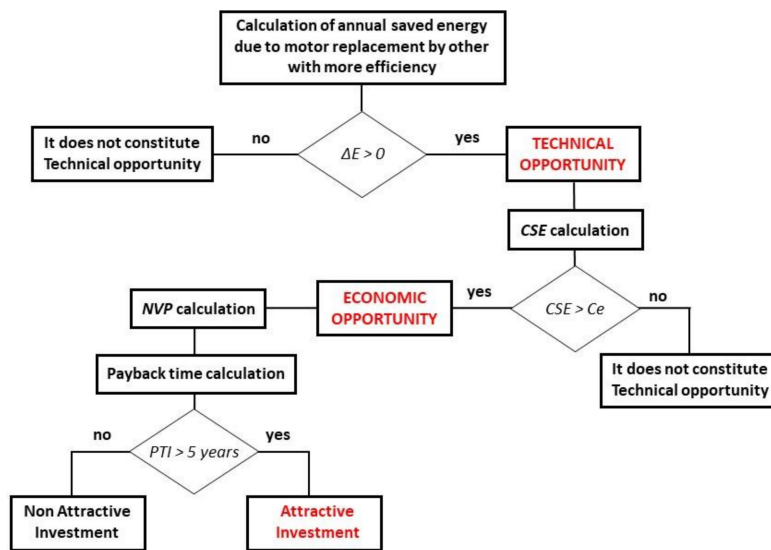 Calculation of annual saved energy
due to motor replacement by other
with more efficiency
It does not constitute
Technical opportunity
no
ΔE > 0
yes
TECHNICAL
OPPORTUNITY
CSE calculation
NVP calculation
ECONOMIC
OPPORTUNITY
yes
CSE > Ce
no
Payback time calculation
It does not constitute
Technical opportunity
no
PTI > 5 years
yes
Non Attractive
Investment
Attractive
Investment